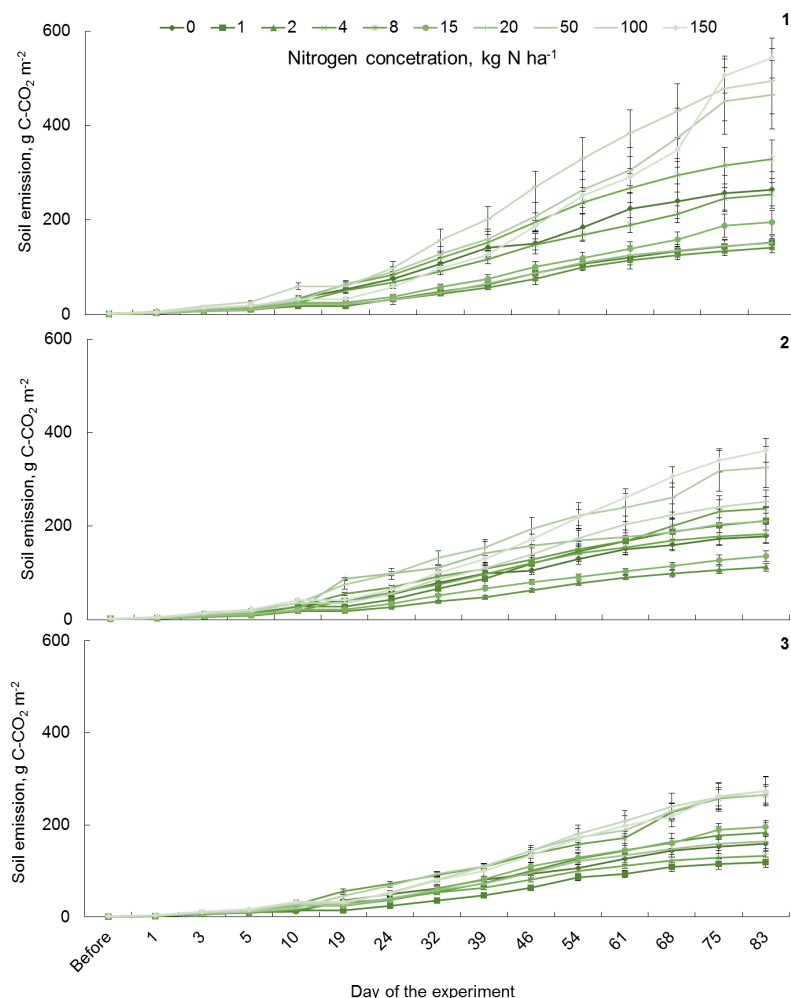 1
0 1 2 4 8 15 20 50 100 150
Nitrogen concetration, kg N ha⁻¹
Soil emission, g C-CO₂ m⁻²
600
400
200
0
2
Soil emission, g C-CO₂ m⁻²
600
400
200
0
3
Soil emission, g C-CO₂ m⁻²
600
400
200
0
Before 1 3 5 10 19 24 32 39 46 54 61 68 75 83
Day of the experiment